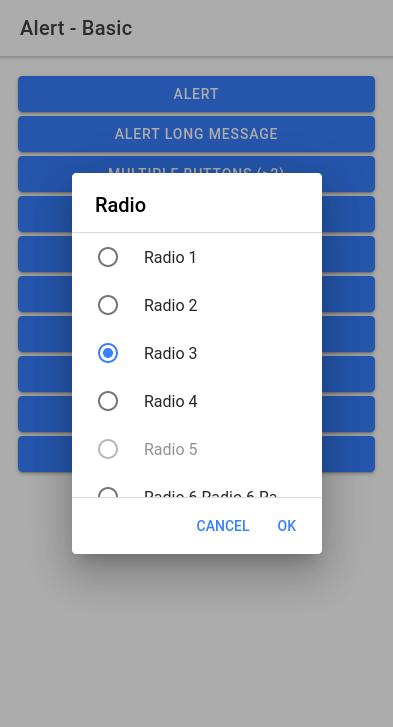 Alert - Basic
ALERT
ALERT LONG MESSAGE
MULTIPLE BUTTONS (>2)
Radio
Radio 1
Radio 2
Radio 3
Radio 4
Radio 5
Radio 6 Radio 6 Ra...
CANCEL OK